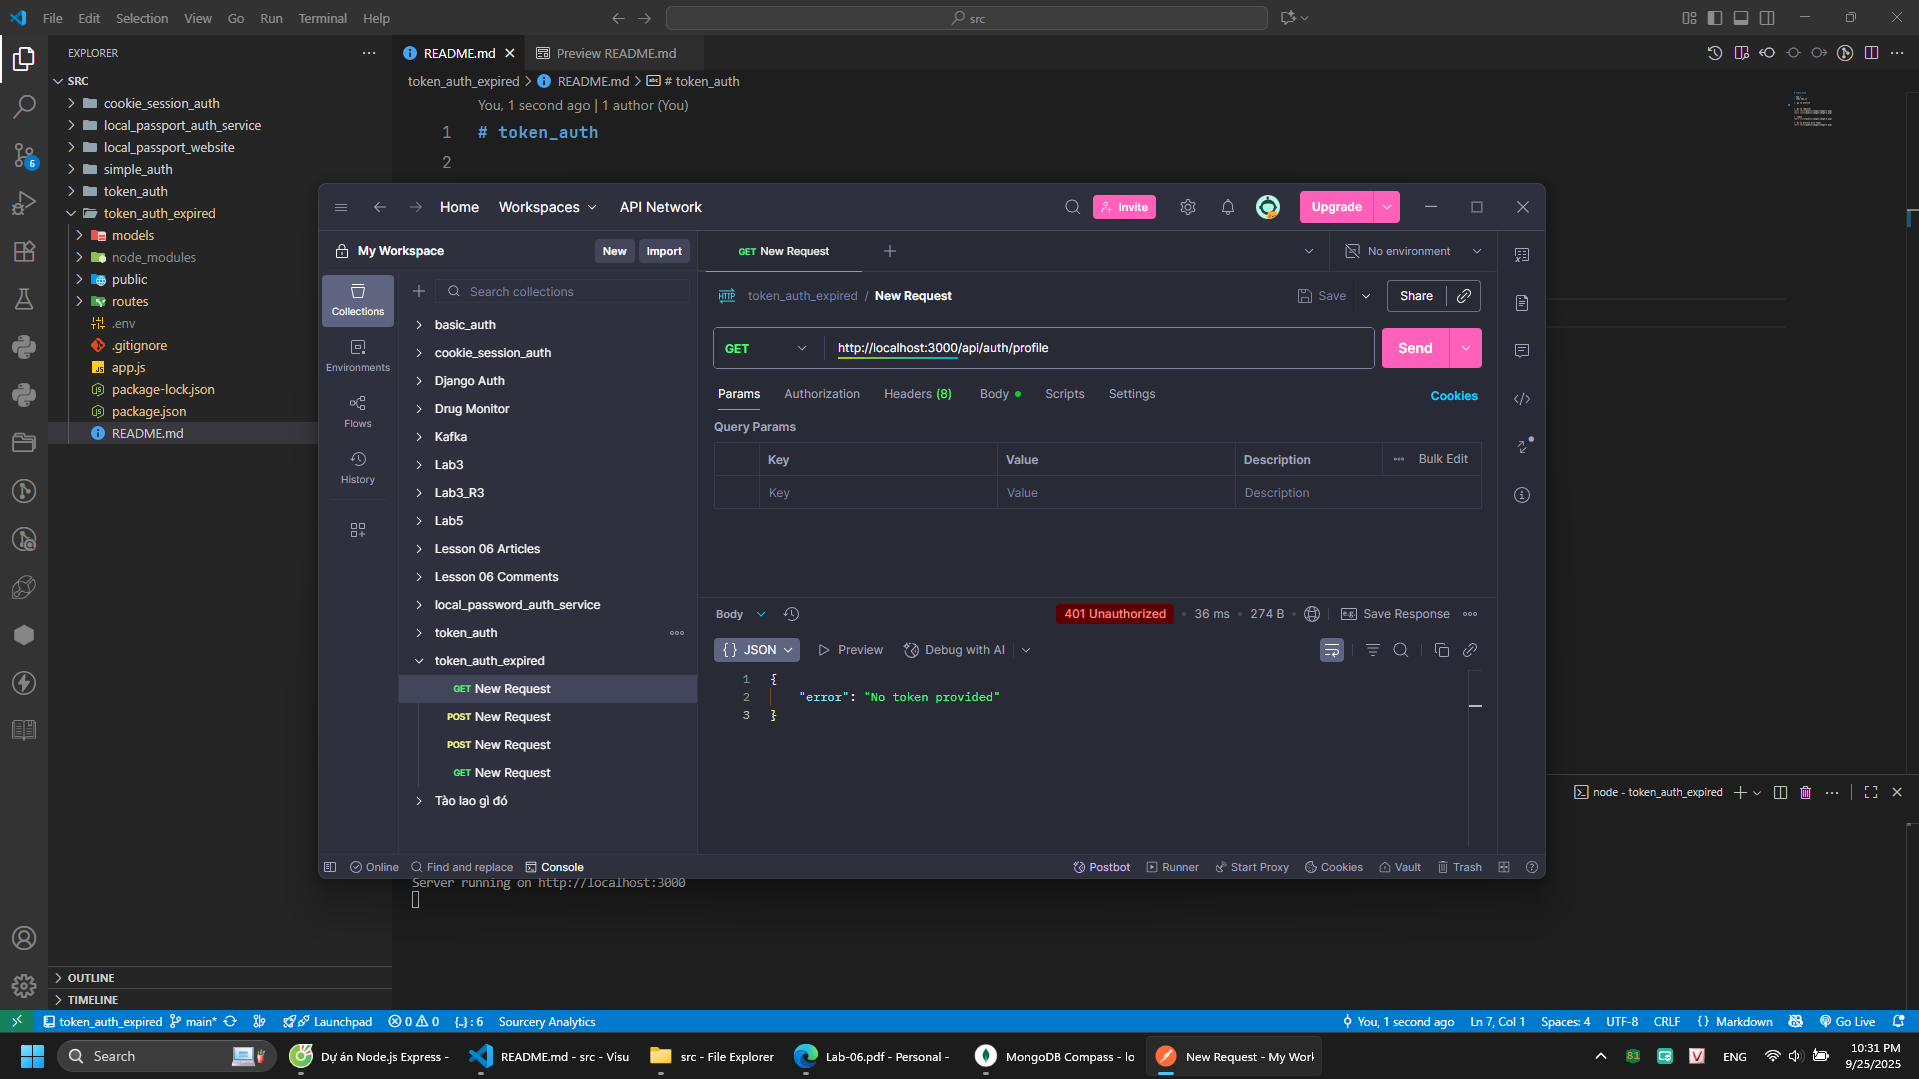 File Edit Selection View Go Run Terminal Help
src
EXPLORER
README.md
Preview README.md
SRC
token_auth_expired > README.md > # token_auth
cookie_session_auth
You, 1 second ago | 1 author (You)
local_passport_auth_service
1 # token_auth
local_passport_website
2
simple_auth
token_auth
token_auth_expired
models
node_modules
public
routes
.env
.gitignore
app.js
package-lock.json
package.json
README.md
6
Home Workspaces API Network
Invite
Upgrade
My Workspace
New Import
GET New Request
No environment
Collections
Environments
Flows
History
Search collections
basic_auth
cookie_session_auth
Django Auth
Drug Monitor
Kafka
Lab3
Lab3_R3
Lab5
Lesson 06 Articles
Lesson 06 Comments
local_password_auth_service
token_auth
token_auth_expired
GET New Request
POST New Request
POST New Request
GET New Request
Tào lao gì đó
HTTP token_auth_expired / New Request
Save Share
GET http://localhost:3000/api/auth/profile Send
Params Authorization Headers (8) Body Scripts Settings Cookies
Query Params
Key Value Description Bulk Edit
Key Value Description
Body 401 Unauthorized 36 ms 274 B e.g. Save Response
{} JSON Preview Debug with AI
1 {
2 "error": "No token provided"
3 }
Online Find and replace Console Postbot Runner Start Proxy Cookies Vault Trash
node - token_auth_expired
Server running on http://localhost:3000
OUTLINE
TIMELINE
token_auth_expired main* Launchpad 0 0 {..} : 6 Sourcery Analytics
You, 1 second ago Ln 7, Col 1 Spaces: 4 UTF-8 CRLF {} Markdown Go Live
Search
Dự án Node.js Express -
README.md - src - Visu
src - File Explorer
Lab-06.pdf - Personal -
MongoDB Compass - lo
New Request - My Work
81
V
ENG
10:31 PM
9/25/2025